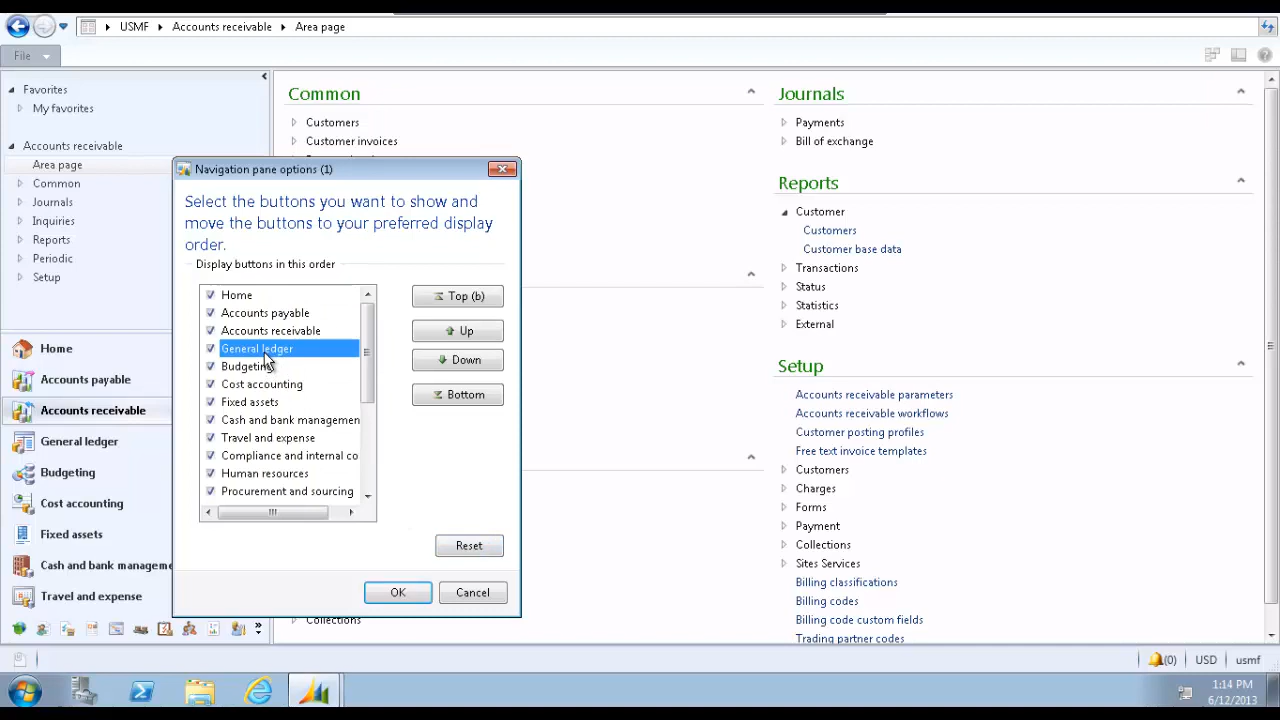 USMF
Accounts receivable
Area page
File
Favorites
My favorites
Accounts receivable
Area page
Common
Journals
Inquiries
Reports
Periodic
Setup
Home
Accounts payable
Accounts receivable
General ledger
Budgeting
Cost accounting
Fixed assets
Cash and bank manageme
Travel and expense
Common
Customers
Customer invoices
Collections
Journals
Payments
Bill of exchange
Reports
Customer
Customers
Customer base data
Transactions
Status
Statistics
External
Setup
Accounts receivable parameters
Accounts receivable workflows
Customer posting profiles
Free text invoice templates
Customers
Charges
Forms
Payment
Collections
Sites Services
Billing classifications
Billing codes
Billing code custom fields
Trading partner codes
Navigation pane options (1)
Select the buttons you want to show and
move the buttons to your preferred display
order.
Display buttons in this order
Home
Accounts payable
Accounts receivable
General ledger
Budgeting
Cost accounting
Fixed assets
Cash and bank managemen
Travel and expense
Compliance and internal co
Human resources
Procurement and sourcing
Top (b)
Up
Down
Bottom
Reset
OK
Cancel
(0)
USD
usmf
1:14 PM
6/12/2013